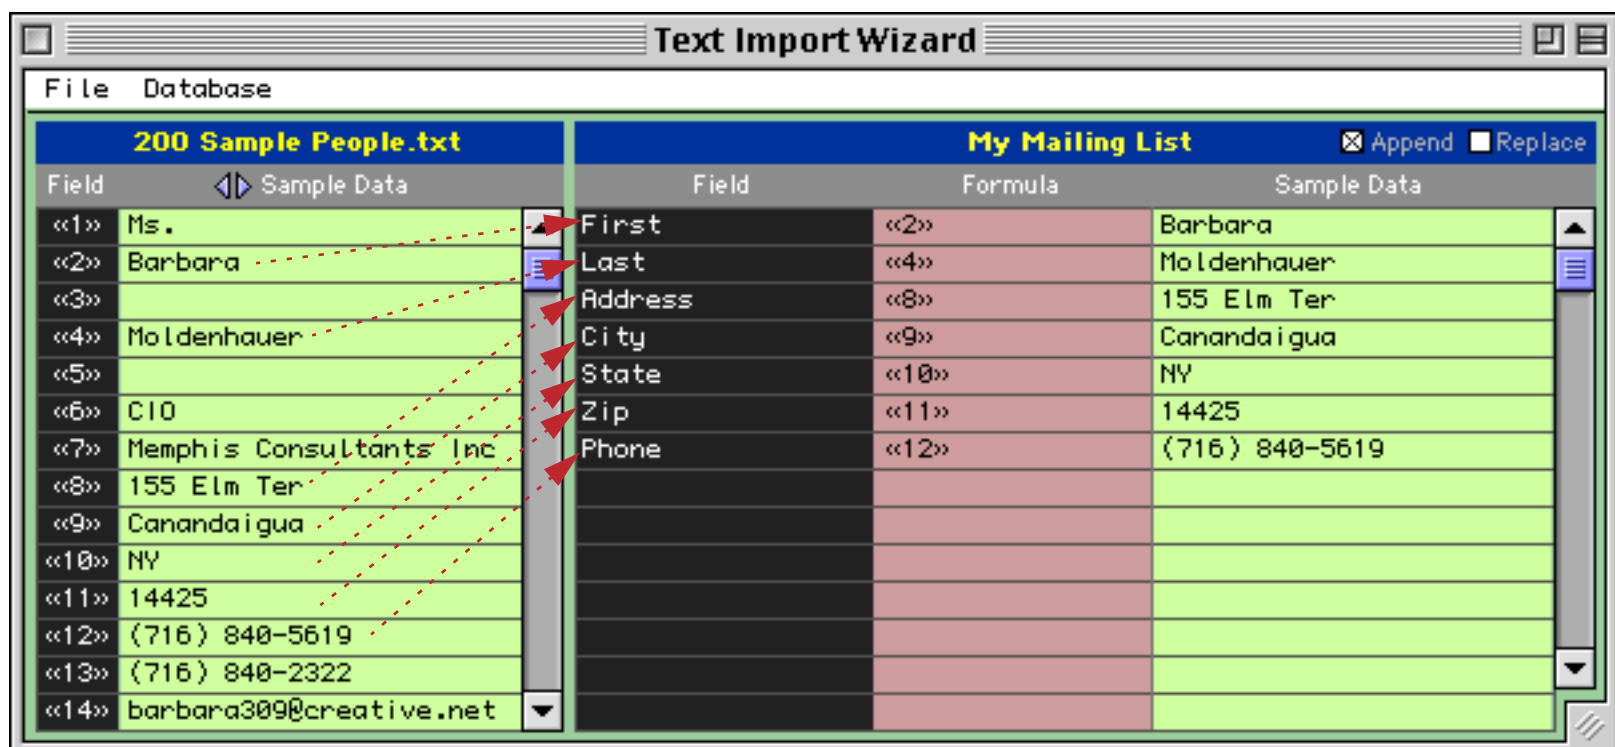 Text Import Wizard
File Database
200 Sample People.txt My Mailing List Append Replace
Field Sample Data Field Formula Sample Data
«1» Ms. First «2» Barbara
«2» Barbara Last «4» Moldenhauer
«3» Address «8» 155 Elm Ter
«4» Moldenhauer City «9» Canandaigua
«5» State «10» NY
«6» CIO Zip «11» 14425
«7» Memphis Consultants Inc Phone «12» (716) 840-5619
«8» 155 Elm Ter
«9» Canandaigua
«10» NY
«11» 14425
«12» (716) 840-5619
«13» (716) 840-2322
«14» barbara309@creative.net